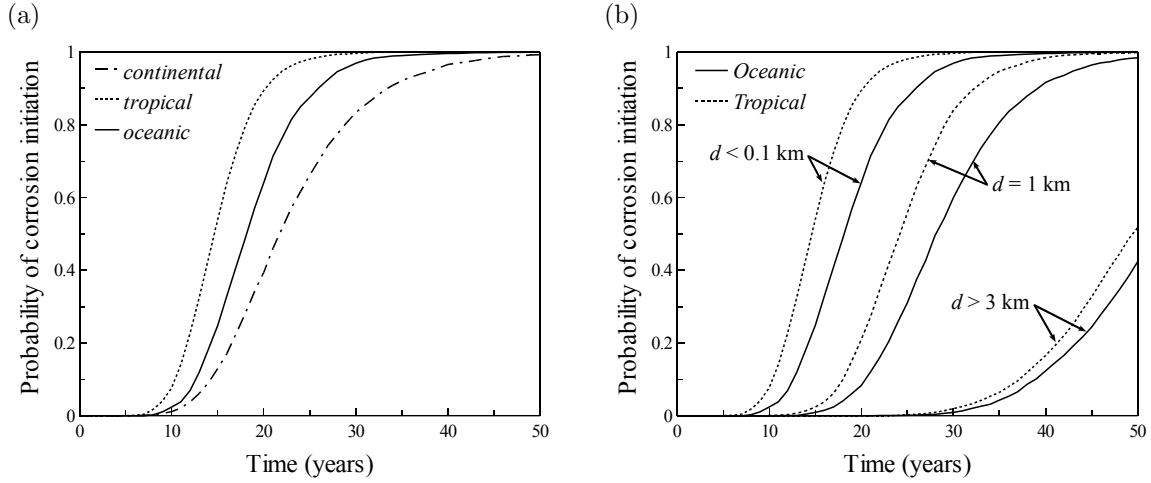 (a)
1
0.8
0.6
0.4
0.2
0
Probability of corrosion initiation
continental
tropical
oceanic
0 10 20 30 40 50
Time (years)
(b)
1
0.8
0.6
0.4
0.2
0
Probability of corrosion initiation
Oceanic
Tropical
d < 0.1 km
d = 1 km
d > 3 km
0 10 20 30 40 50
Time (years)